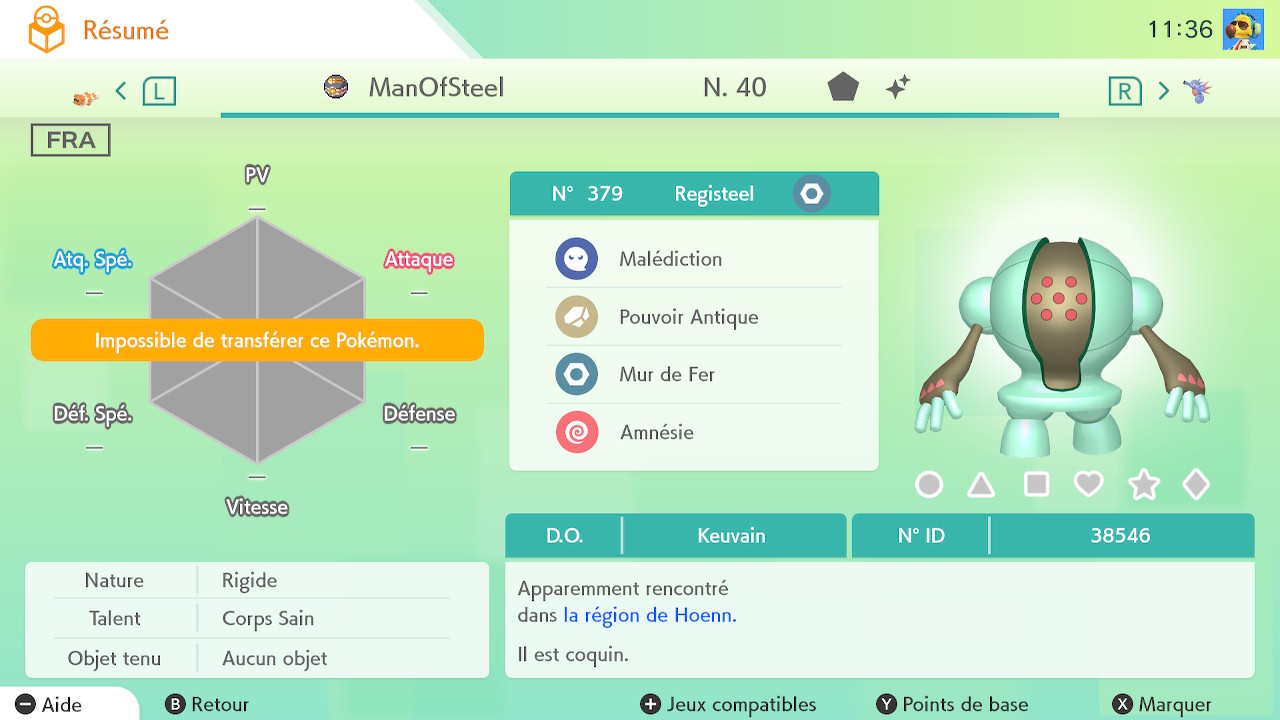 Résumé
11:36
L
ManOfSteel
N. 40
R
FRA
PV
—
Atq. Spé.
—
Attaque
—
Impossible de transférer ce Pokémon.
Déf. Spé.
—
Défense
—
—
Vitesse
N° 379 Registeel
Malédiction
Pouvoir Antique
Mur de Fer
Amnésie
D.O. Keuvain
N° ID 38546
Nature Rigide
Talent Corps Sain
Objet tenu Aucun objet
Apparemment rencontré
dans la région de Hoenn.
Il est coquin.
Aide
B Retour
Jeux compatibles
Y Points de base
X Marquer